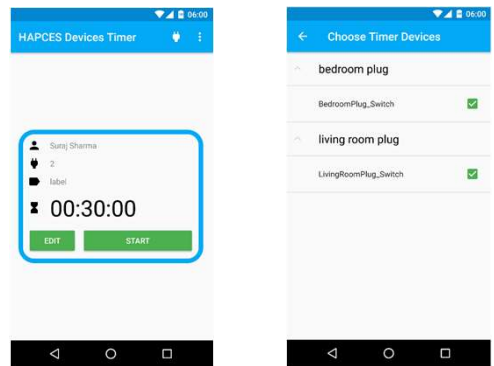 06:00
HAPCES Devices Timer
Suraj Sharma
2
label
00:30:00
EDIT
START
06:00
Choose Timer Devices
bedroom plug
BedroomPlug_Switch
living room plug
LivingRoomPlug_Switch